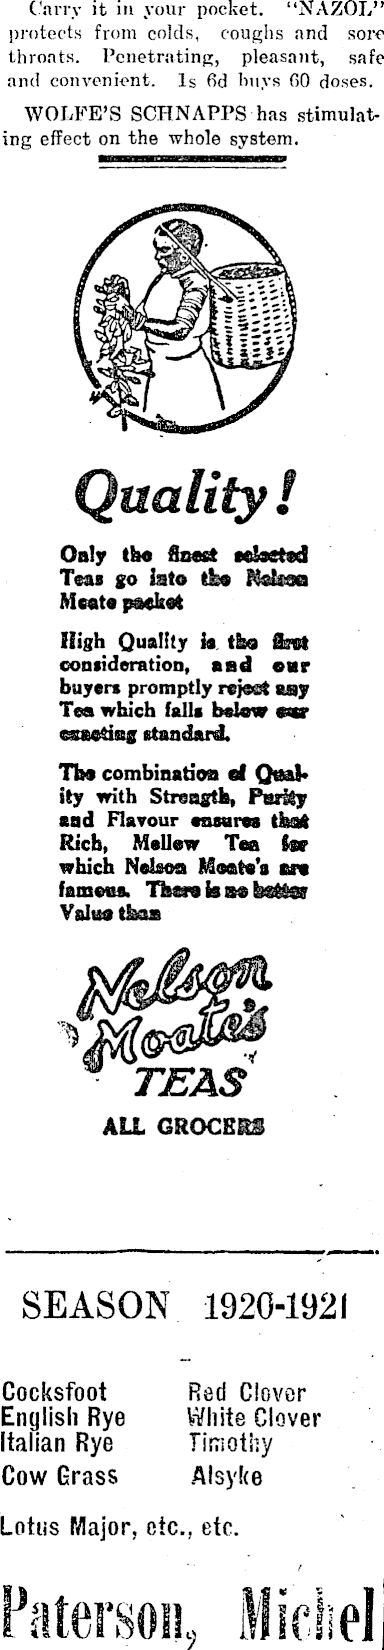 Carry it in your pocket. "NAZOL"
protects from colds, coughs and sore
throats. Penetrating, pleasant, safe
and convenient. 1s 6d buys 60 doses.
WOLFE'S SCHNAPPS has stimulat-
ing effect on the whole system.
Quality!
Only the finest selected
Teas go into the Nelson
Moate packet
High Quality is the first
consideration, and our
buyers promptly reject any
Tea which falls below our
exacting standard.
The combination of Qual-
ity with Strength, Purity
and Flavour ensures that
Rich, Mellow Tea for
which Nelson Moate's are
famous. There is no better
Value than
Nelson
Moate's
TEAS
ALL GROCERS
SEASON 1920-1921
Cocksfoot Red Clover
English Rye White Clover
Italian Rye Timothy
Cow Grass Alsyke
Lotus Major, etc., etc.
Paterson, Michel